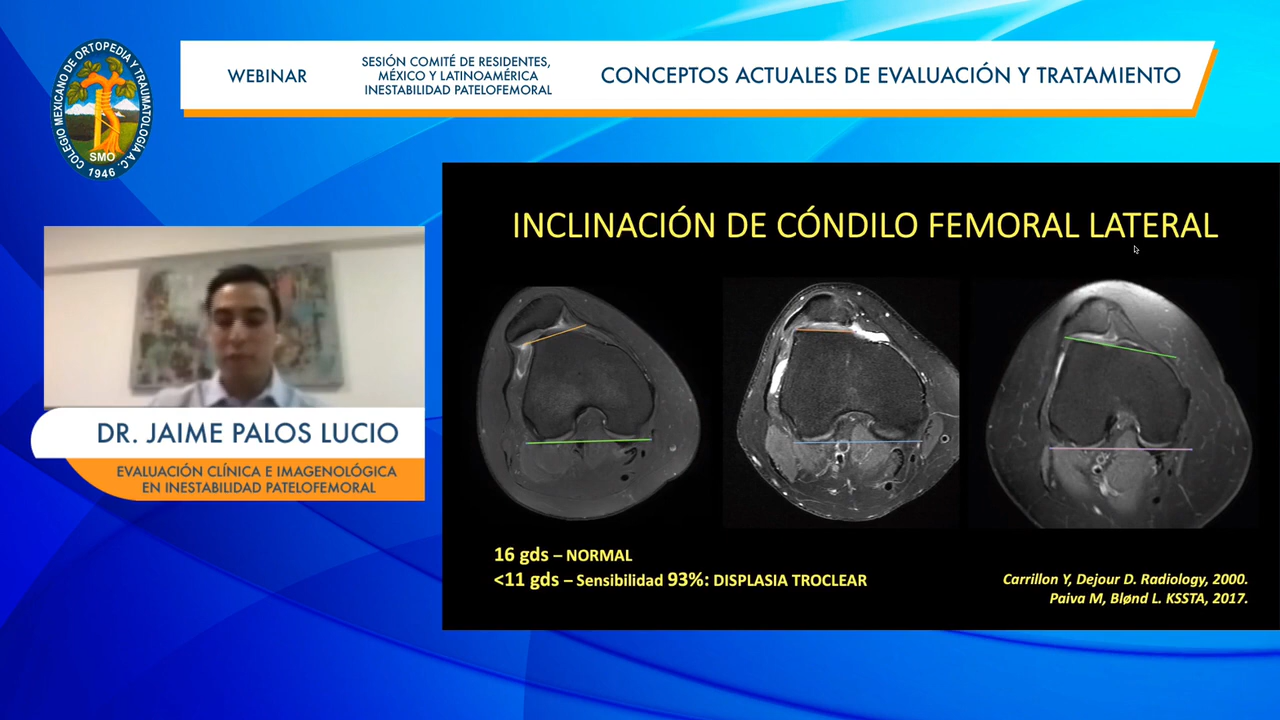 COLEGIO MEXICANO DE ORTOPEDIA Y TRAUMATOLOGIA A.C.
SMO
1946
WEBINAR
SESIÓN COMITÉ DE RESIDENTES,
MÉXICO Y LATINOAMÉRICA
INESTABILIDAD PATELOFEMORAL
CONCEPTOS ACTUALES DE EVALUACIÓN Y TRATAMIENTO
DR. JAIME PALOS LUCIO
EVALUACIÓN CLÍNICA E IMAGENOLÓGICA
EN INESTABILIDAD PATELOFEMORAL
INCLINACIÓN DE CÓNDILO FEMORAL LATERAL
16 gds – NORMAL
<11 gds – Sensibilidad 93%: DISPLASIA TROCLEAR
Carrillon Y, Dejour D. Radiology, 2000.
Paiva M, Blønd L. KSSTA, 2017.